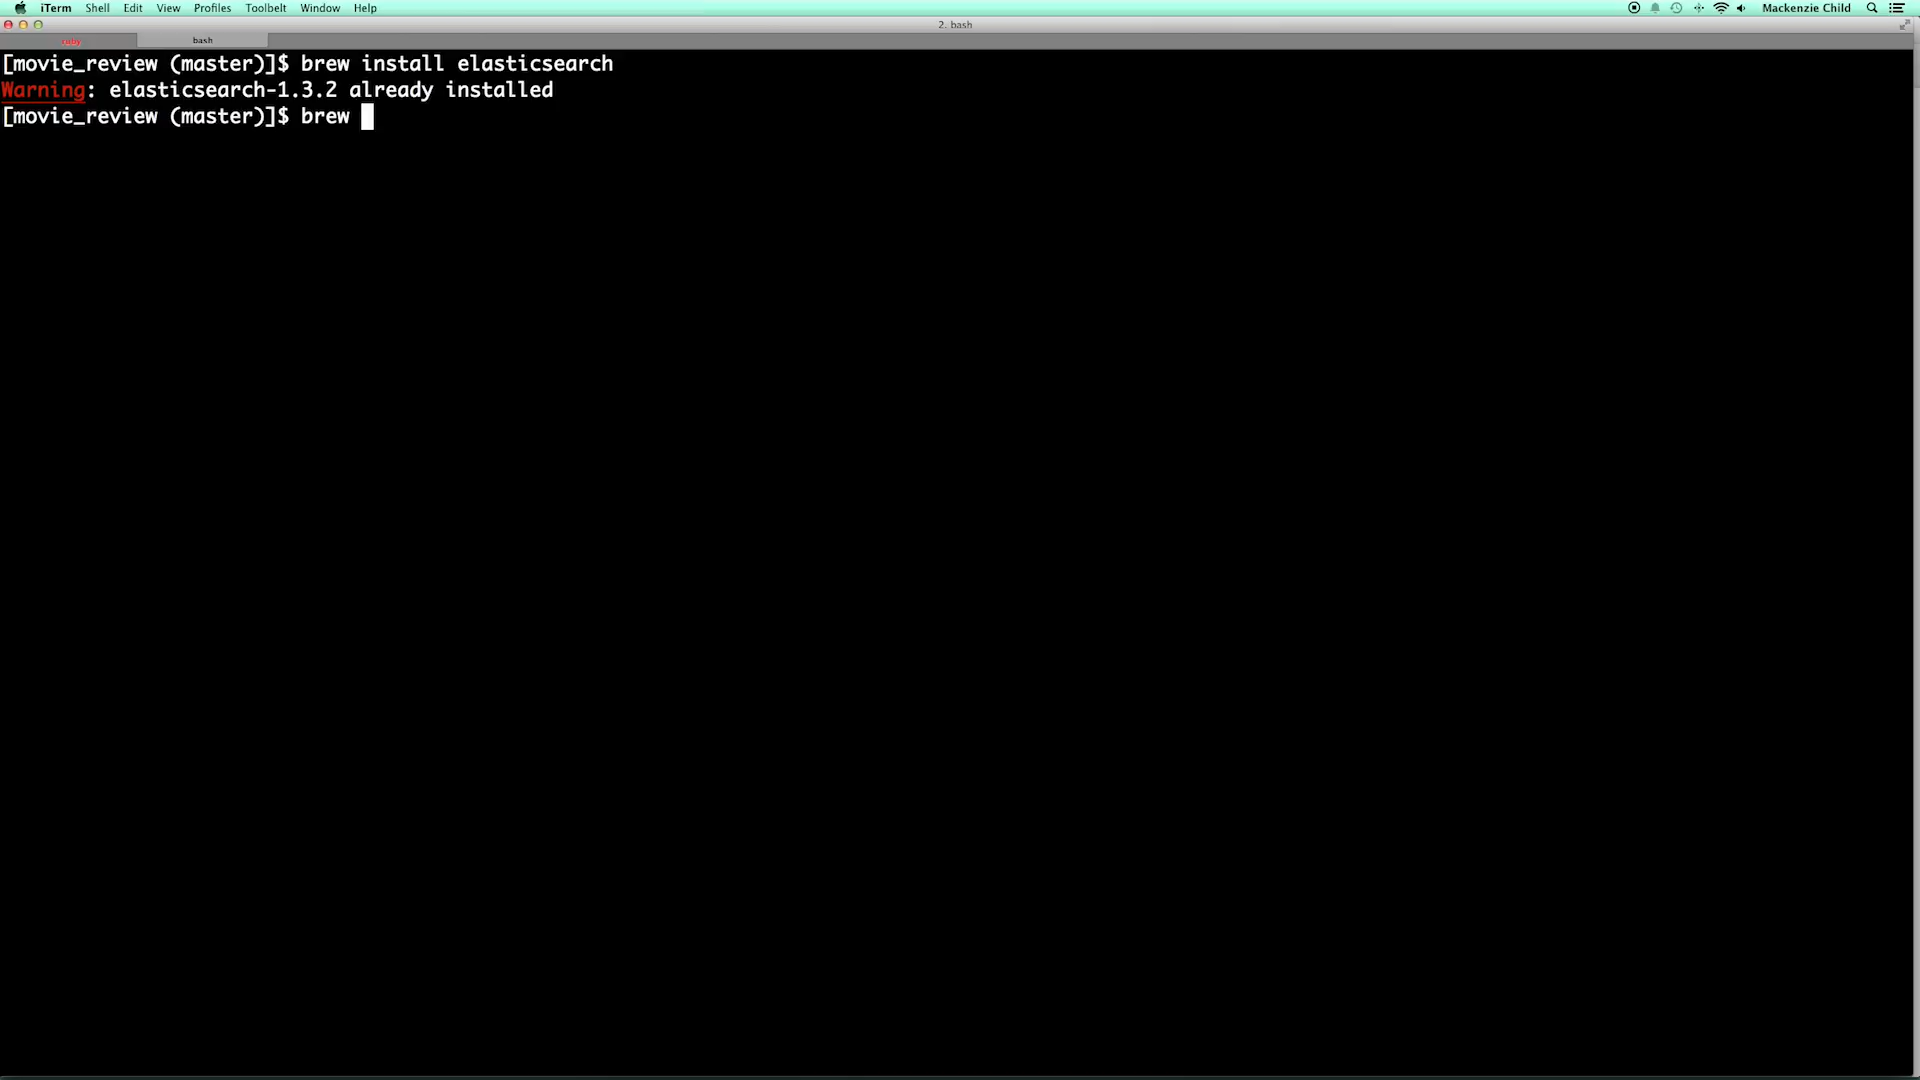 iTerm Shell Edit View Profiles Toolbelt Window Help Mackenzie Child
2. bash
ruby bash
[movie_review (master)]$ brew install elasticsearch
Warning: elasticsearch-1.3.2 already installed
[movie_review (master)]$ brew